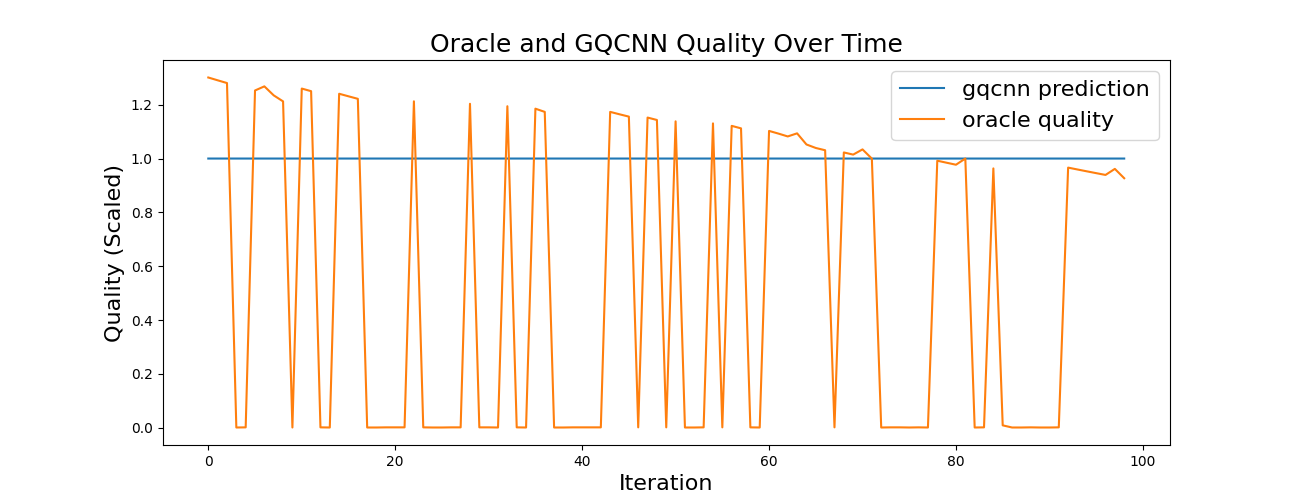 Oracle and GQCNN Quality Over Time
gqcnn prediction
oracle quality
Quality (Scaled)
1.2
1.0
0.8
0.6
0.4
0.2
0.0
0 20 40 60 80 100
Iteration